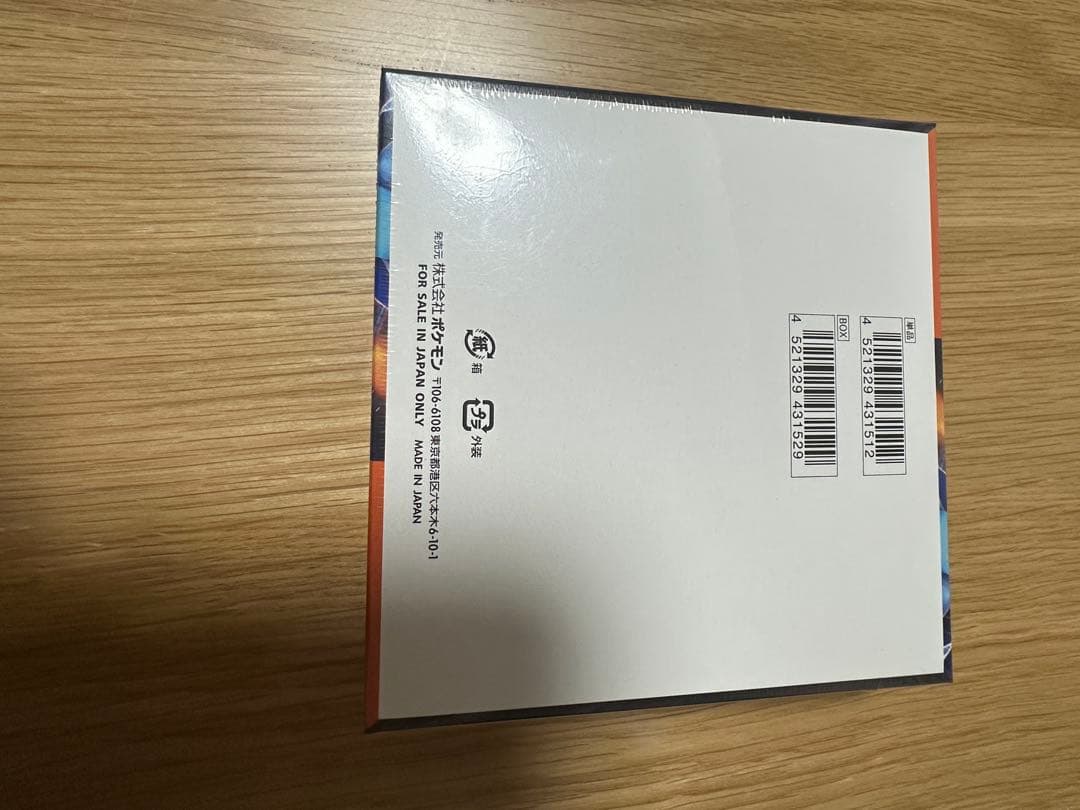 単品
4 521329 431512
BOX
4 521329 431529
紙 箱
プラ 外装
発売元 株式会社ポケモン 〒106-6108 東京都港区六本木6-10-1
FOR SALE IN JAPAN ONLY MADE IN JAPAN